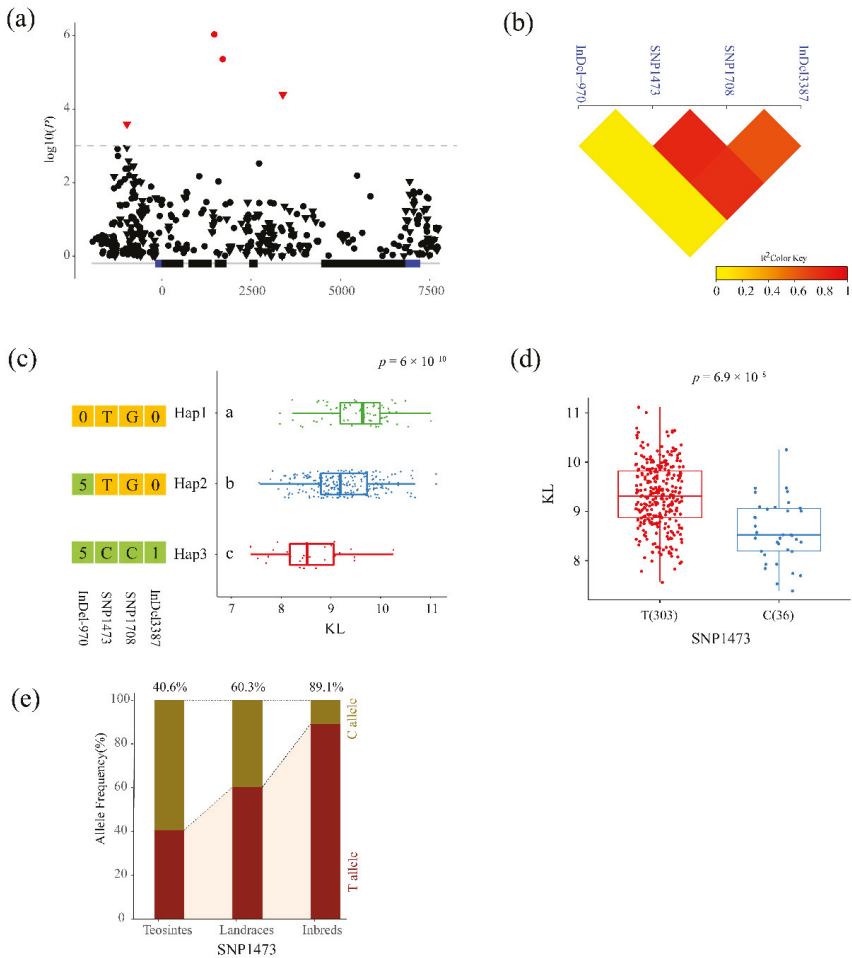 (a)
6
4
2
0
log10(P)
0 2500 5000 7500
(b)
InDel-970 SNP1473 SNP1708 InDel3387
R² Color Key
0 0.2 0.4 0.6 0.8 1
(c)
p = 6 × 10 10
0 T G 0 Hap1 a
5 T G 0 Hap2 b
5 C C 1 Hap3 c
InDel-970 SNP1473 SNP1708 InDel3387
7 8 9 10 11
KL
(d)
p = 6.9 × 10
11
10
9
8
KL
T(303) C(36)
SNP1473
(e)
40.6% 60.3% 89.1%
100
80
60
40
20
0
Allele Frequency(%)
C allele
T allele
Teosintes Landraces Inbreds
SNP1473